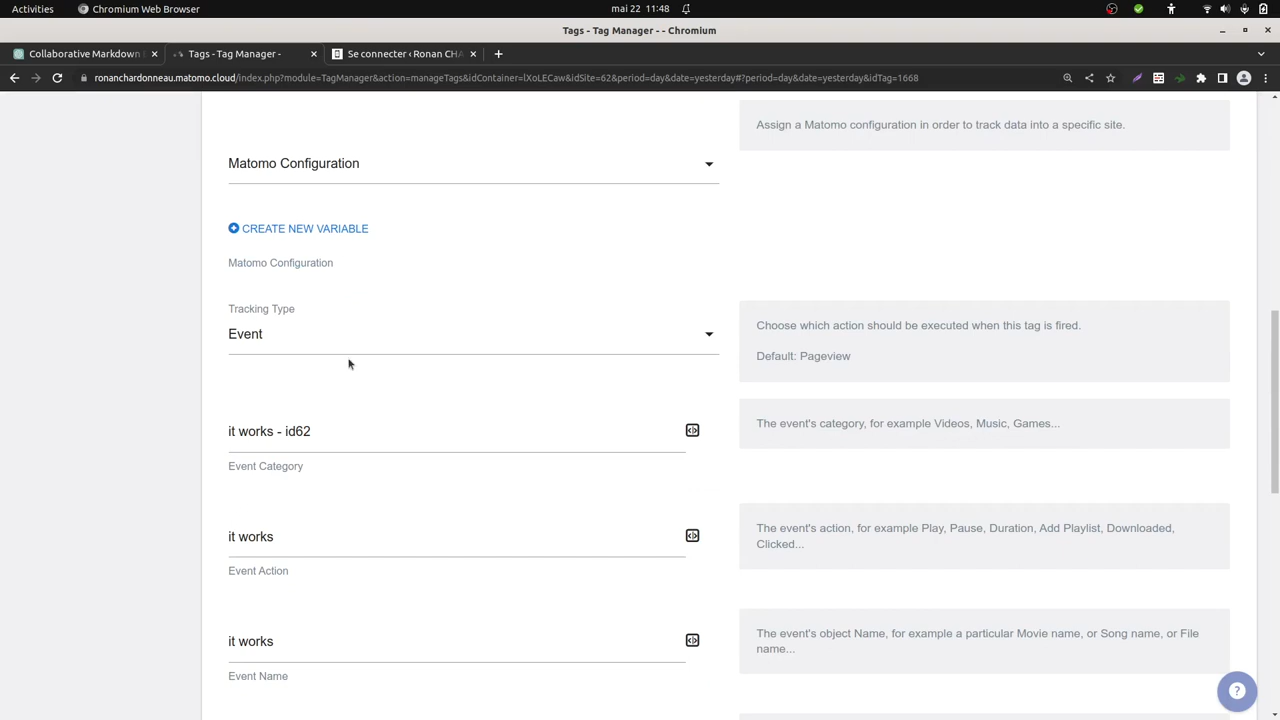 Activities
Chromium Web Browser
mai 22 11:48
Tags - Tag Manager - - Chromium
Collaborative Markdown
Tags - Tag Manager -
Se connecter ‹ Ronan CHA
ronanchardonneau.matomo.cloud/index.php?module=TagManager&action=manageTags&idContainer=lXoLECaw&idSite=62&period=day&date=yesterday#?period=day&date=yesterday&idTag=1668
Assign a Matomo configuration in order to track data into a specific site.
Matomo Configuration
CREATE NEW VARIABLE
Matomo Configuration
Tracking Type
Event
Choose which action should be executed when this tag is fired.
Default: Pageview
it works - id62
Event Category
The event's category, for example Videos, Music, Games...
it works
Event Action
The event's action, for example Play, Pause, Duration, Add Playlist, Downloaded,
Clicked...
it works
Event Name
The event's object Name, for example a particular Movie name, or Song name, or File
name...